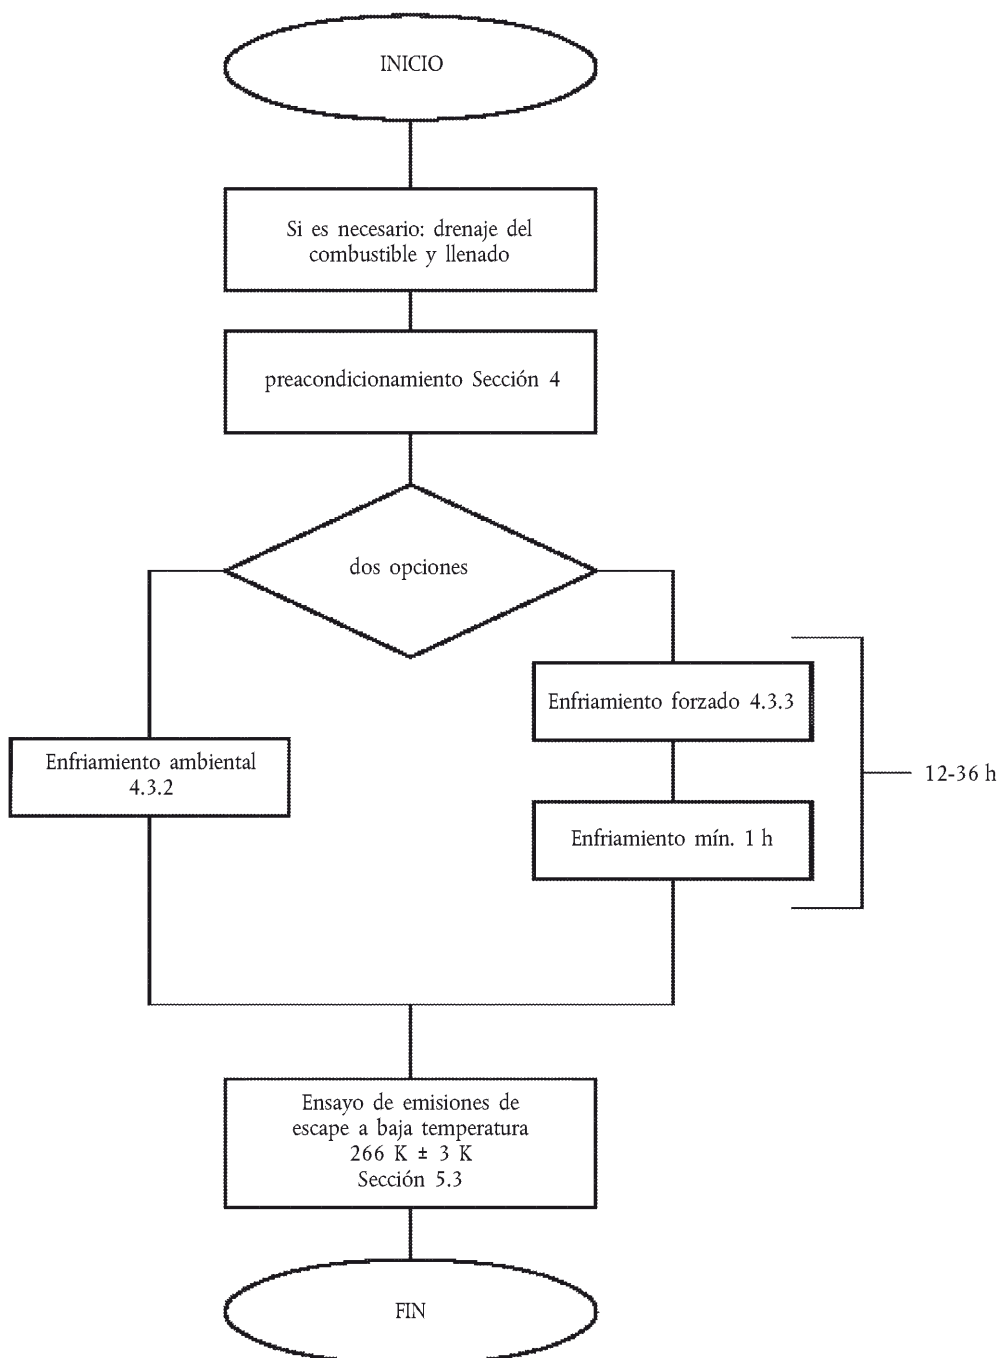 INICIO
Si es necesario: drenaje del
combustible y llenado
preacondicionamiento Sección 4
dos opciones
Enfriamiento forzado 4.3.3
Enfriamiento ambiental
4.3.2
12-36 h
Enfriamiento mín. 1 h
Ensayo de emisiones de
escape a baja temperatura
266 K ± 3 K
Sección 5.3
FIN